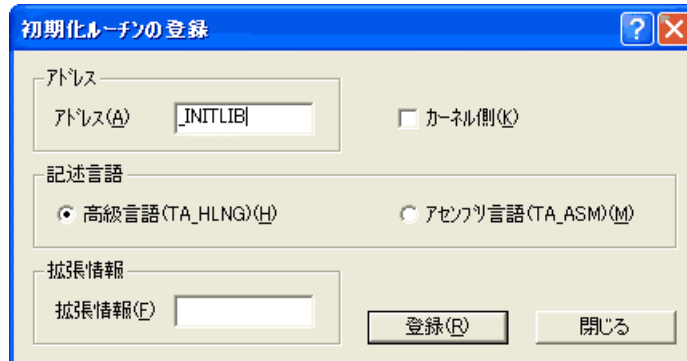 初期化ルーチンの登録
アドレス
アドレス(A) _INITLIB
カーネル側(K)
記述言語
高級言語(TA_HLNG)(H) アセンブリ言語(TA_ASM)(M)
拡張情報
拡張情報(F)
登録(R) 閉じる